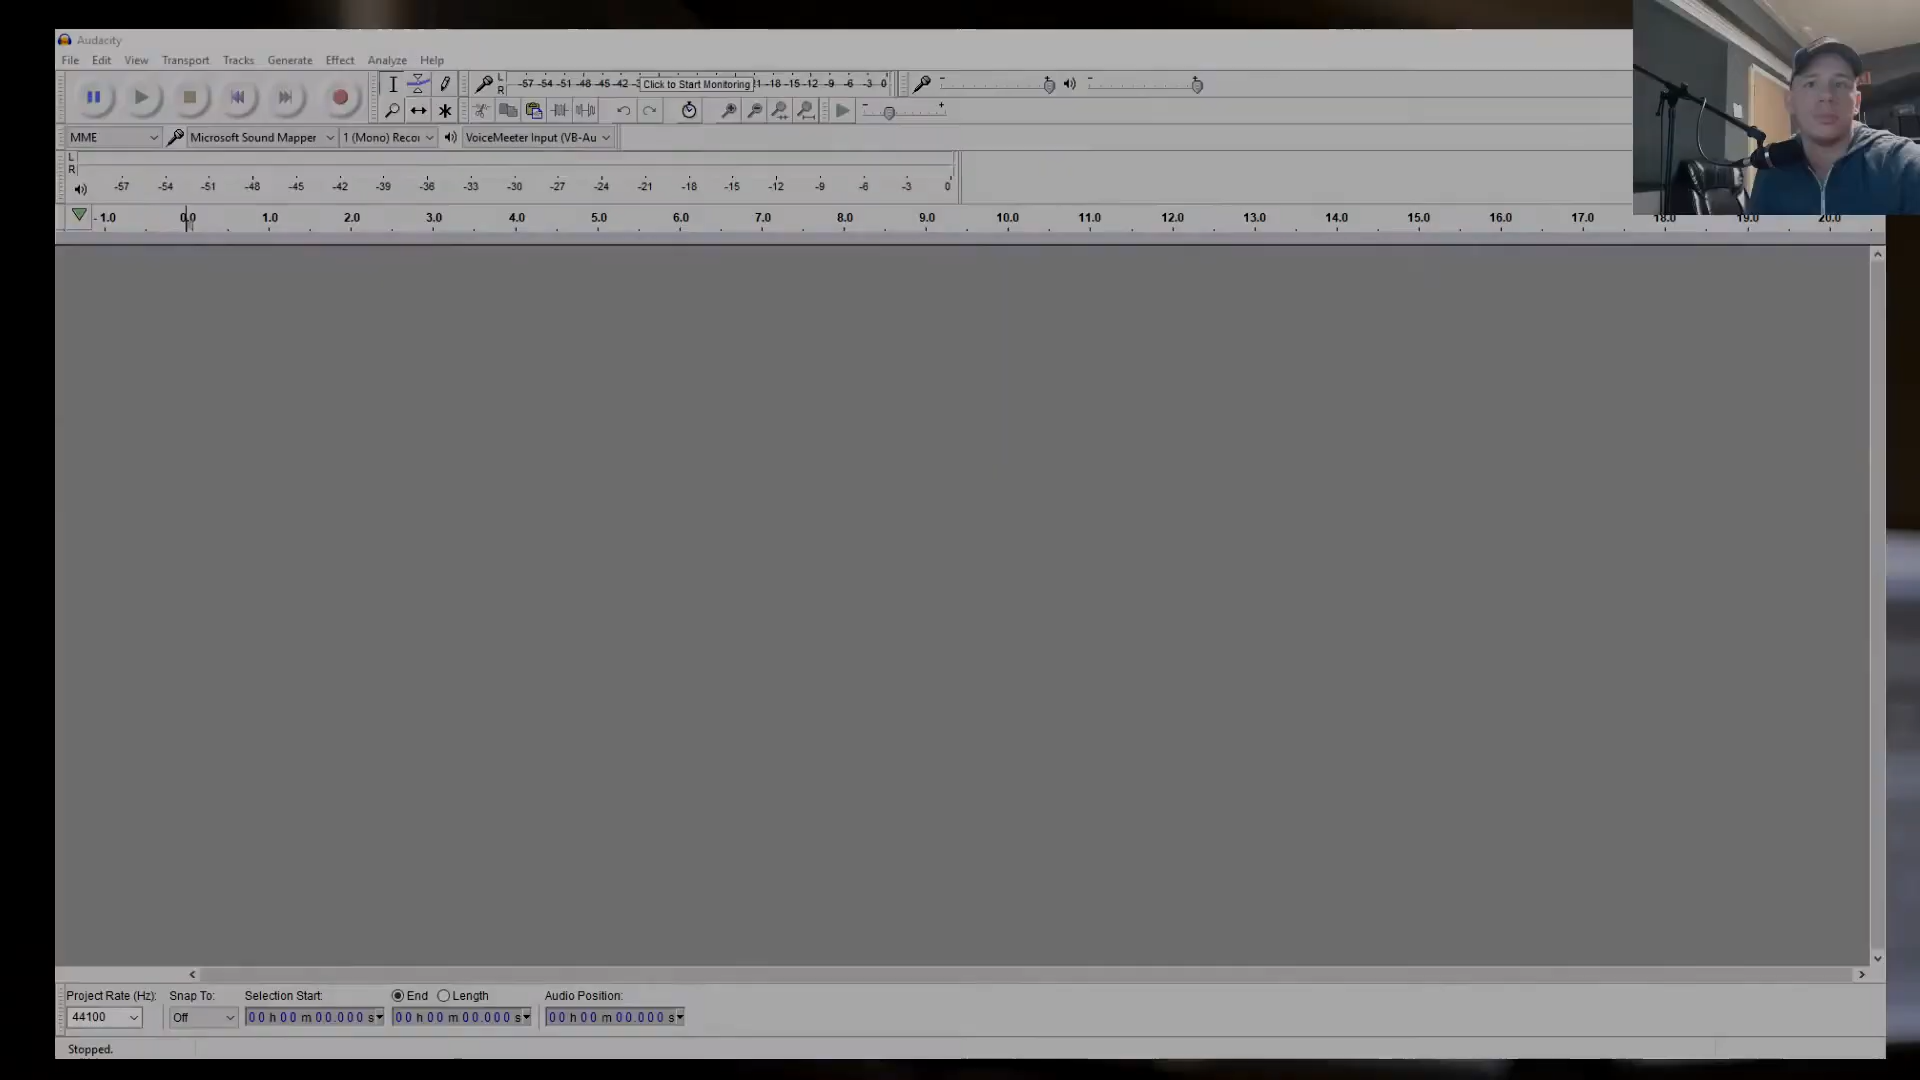 Audacity
File Edit View Transport Tracks Generate Effect Analyze Help
L
R
-57 -54 -51 -48 -45 -42 -3 Click to Start Monitoring 1 -18 -15 -12 -9 -6 -3 0
MME Microsoft Sound Mapper 1 (Mono) Recor VoiceMeeter Input (VB-Au
L
R
-57 -54 -51 -48 -45 -42 -39 -36 -33 -30 -27 -24 -21 -18 -15 -12 -9 -6 -3 0
-1.0 0.0 1.0 2.0 3.0 4.0 5.0 6.0 7.0 8.0 9.0 10.0 11.0 12.0 13.0 14.0 15.0 16.0 17.0 18.0 19.0 20.0
Project Rate (Hz): Snap To: Selection Start: End Length Audio Position:
44100 Off 00 h 00 m 00.000 s 00 h 00 m 00.000 s 00 h 00 m 00.000 s
Stopped.